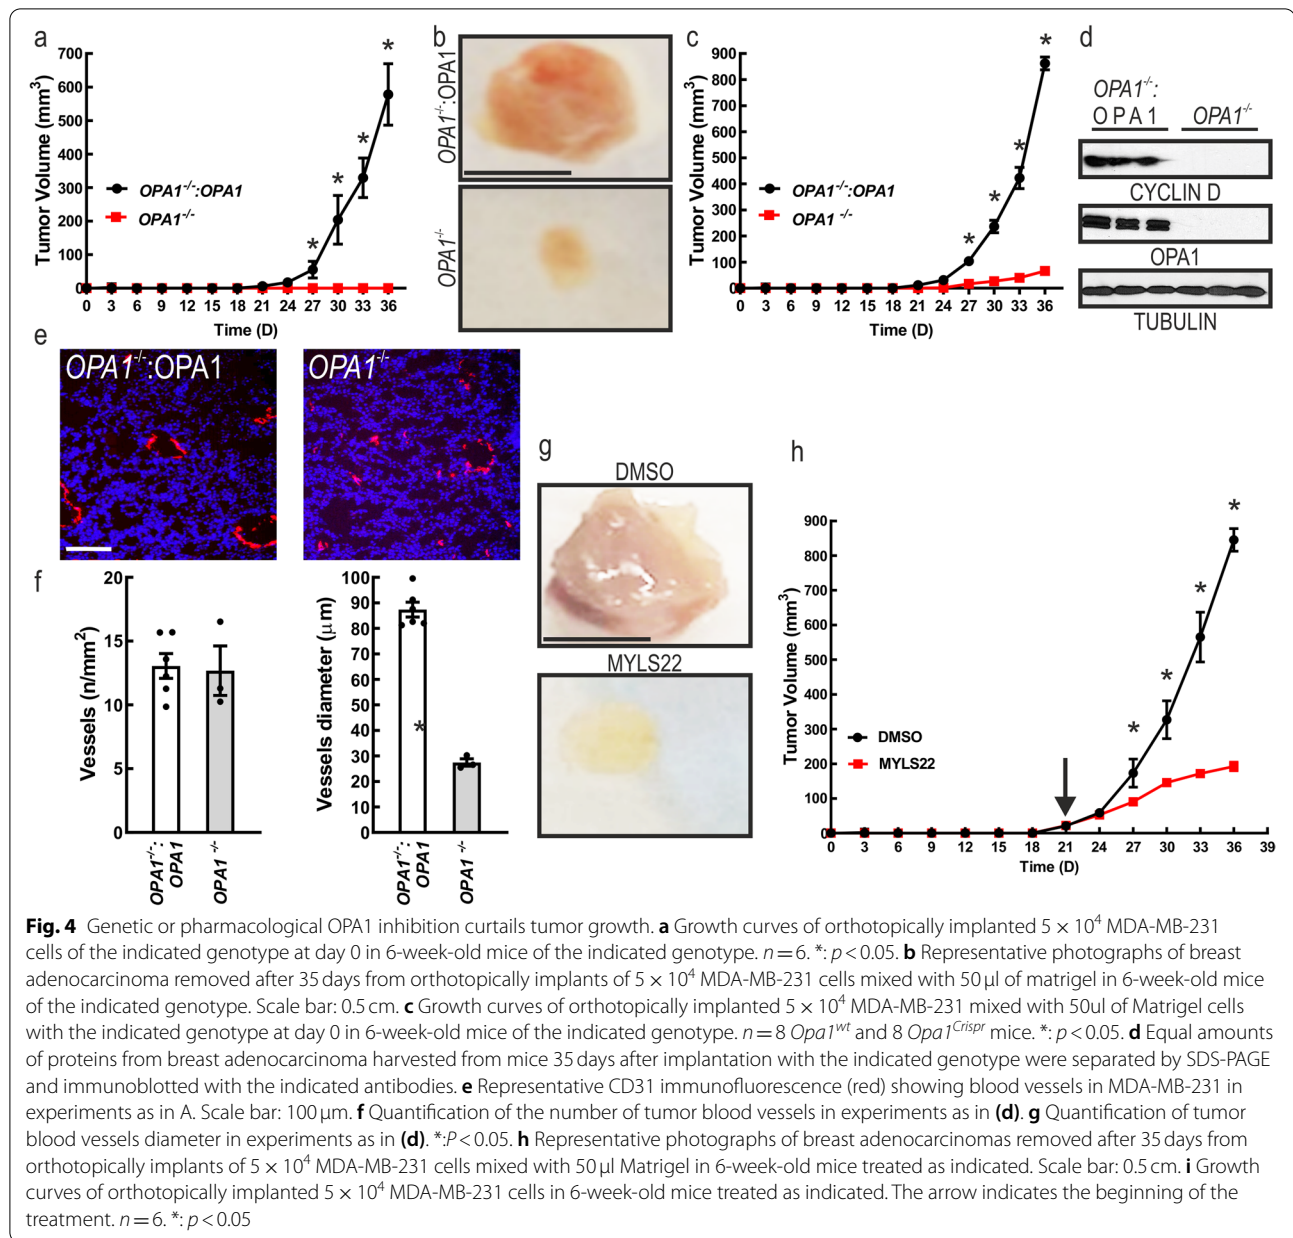 a
700
600
500
400
300
200
100
0
Tumor Volume (mm³)
* * * *
OPA1⁻/⁻:OPA1
OPA1⁻/⁻
0 3 6 9 12 15 18 21 24 27 30 33 36
Time (D)
b
OPA1⁻/⁻:OPA1
OPA1⁻/⁻
c
900
800
700
600
500
400
300
200
100
0
Tumor Volume (mm³)
* * * *
OPA1⁻/⁻:OPA1
OPA1 ⁻/⁻
0 3 6 9 12 15 18 21 24 27 30 33 36
Time (D)
d
OPA1⁻/⁻:
OPA1 OPA1⁻/⁻
CYCLIN D
OPA1
TUBULIN
e
OPA1⁻/⁻:OPA1
OPA1⁻/⁻
f
20
15
10
5
0
Vessels (n/mm²)
OPA1⁻/⁻:
OPA1
OPA1 ⁻/⁻
100
90
80
70
60
50
40
30
20
10
0
Vessels diameter (μm)
*
OPA1⁻/⁻:
OPA1
OPA1 ⁻/⁻
g
DMSO
MYLS22
h
900
800
700
600
500
400
300
200
100
0
Tumor Volume (mm³)
* * * *
DMSO
MYLS22
0 3 6 9 12 15 18 21 24 27 30 33 36 39
Time (D)
Fig. 4 Genetic or pharmacological OPA1 inhibition curtails tumor growth. a Growth curves of orthotopically implanted 5 × 10⁴ MDA-MB-231
cells of the indicated genotype at day 0 in 6-week-old mice of the indicated genotype. n = 6. *: p < 0.05. b Representative photographs of breast
adenocarcinoma removed after 35 days from orthotopically implants of 5 × 10⁴ MDA-MB-231 cells mixed with 50 μl of matrigel in 6-week-old mice
of the indicated genotype. Scale bar: 0.5 cm. c Growth curves of orthotopically implanted 5 × 10⁴ MDA-MB-231 mixed with 50ul of Matrigel cells
with the indicated genotype at day 0 in 6-week-old mice of the indicated genotype. n = 8 Opa1ʷᵗ and 8 Opa1ᶜʳⁱˢᵖʳ mice. *: p < 0.05. d Equal amounts
of proteins from breast adenocarcinoma harvested from mice 35 days after implantation with the indicated genotype were separated by SDS-PAGE
and immunoblotted with the indicated antibodies. e Representative CD31 immunofluorescence (red) showing blood vessels in MDA-MB-231 in
experiments as in A. Scale bar: 100 μm. f Quantification of the number of tumor blood vessels in experiments as in (d). g Quantification of tumor
blood vessels diameter in experiments as in (d). *:P < 0.05. h Representative photographs of breast adenocarcinomas removed after 35 days from
orthotopically implants of 5 × 10⁴ MDA-MB-231 cells mixed with 50 μl Matrigel in 6-week-old mice treated as indicated. Scale bar: 0.5 cm. i Growth
curves of orthotopically implanted 5 × 10⁴ MDA-MB-231 cells in 6-week-old mice treated as indicated. The arrow indicates the beginning of the
treatment. n = 6. *: p < 0.05